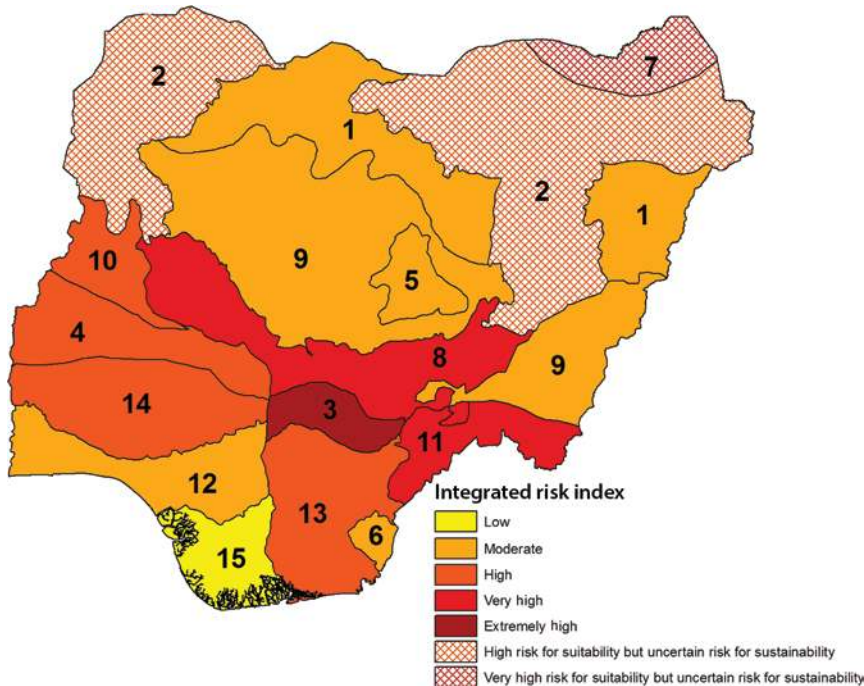 7
2
1
2
1
9
5
10
4
8
9
14
3
11
12
13
6
15
Integrated risk index
Low
Moderate
High
Very high
Extremely high
High risk for suitability but uncertain risk for sustainability
Very high risk for suitability but uncertain risk for sustainability